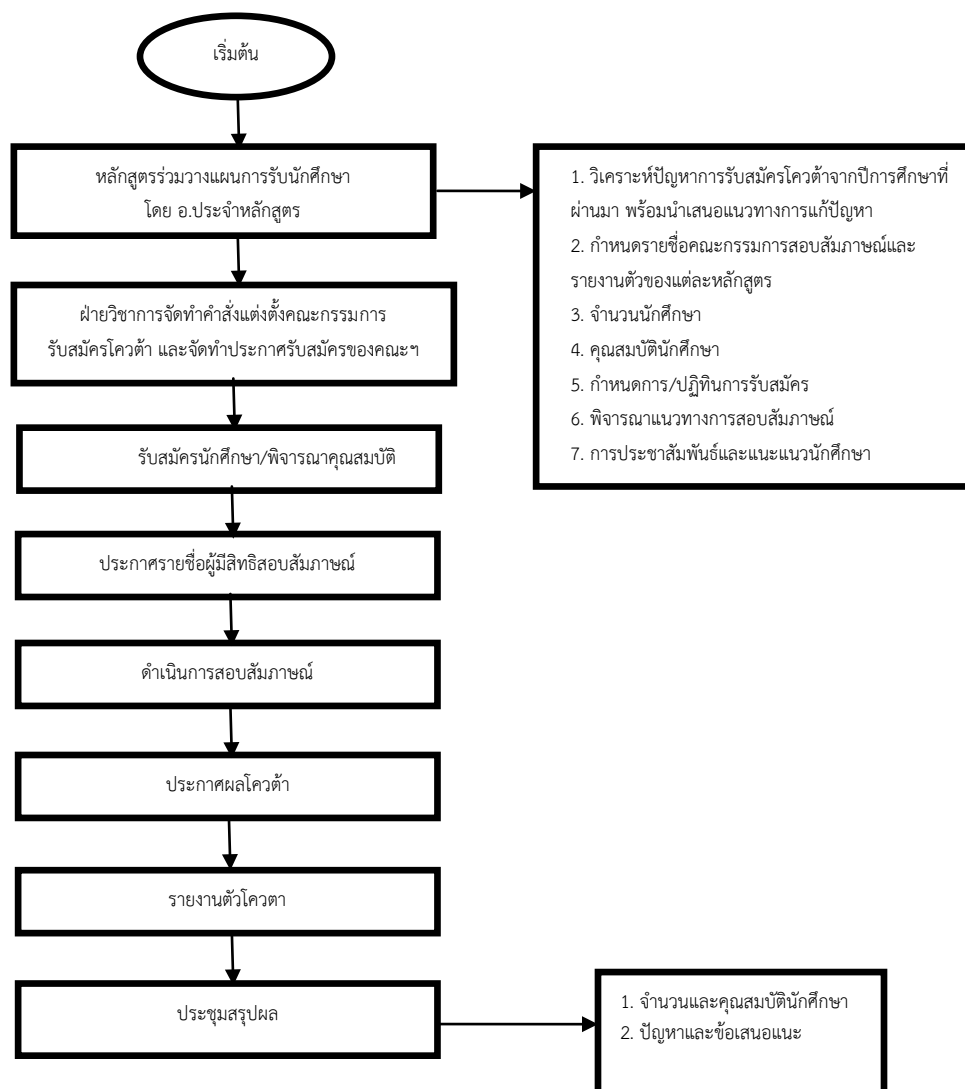 เริ่มต้น
หลักสูตรร่วมวางแผนการรับนักศึกษา
โดย อ.ประจำหลักสูตร
1. วิเคราะห์ปัญหาการรับสมัครโควต้าจากปีการศึกษาที่
ผ่านมา พร้อมนำเสนอแนวทางการแก้ปัญหา
2. กำหนดรายชื่อคณะกรรมการสอบสัมภาษณ์และ
รายงานตัวของแต่ละหลักสูตร
3. จำนวนนักศึกษา
4. คุณสมบัตินักศึกษา
5. กำหนดการ/ปฏิทินการรับสมัคร
6. พิจารณาแนวทางการสอบสัมภาษณ์
7. การประชาสัมพันธ์และแนะแนวนักศึกษา
ฝ่ายวิชาการจัดทำคำสั่งแต่งตั้งคณะกรรมการ
รับสมัครโควต้า และจัดทำประกาศรับสมัครของคณะฯ
รับสมัครนักศึกษา/พิจารณาคุณสมบัติ
ประกาศรายชื่อผู้มีสิทธิสอบสัมภาษณ์
ดำเนินการสอบสัมภาษณ์
ประกาศผลโควต้า
รายงานตัวโควตา
ประชุมสรุปผล
1. จำนวนและคุณสมบัตินักศึกษา
2. ปัญหาและข้อเสนอแนะ